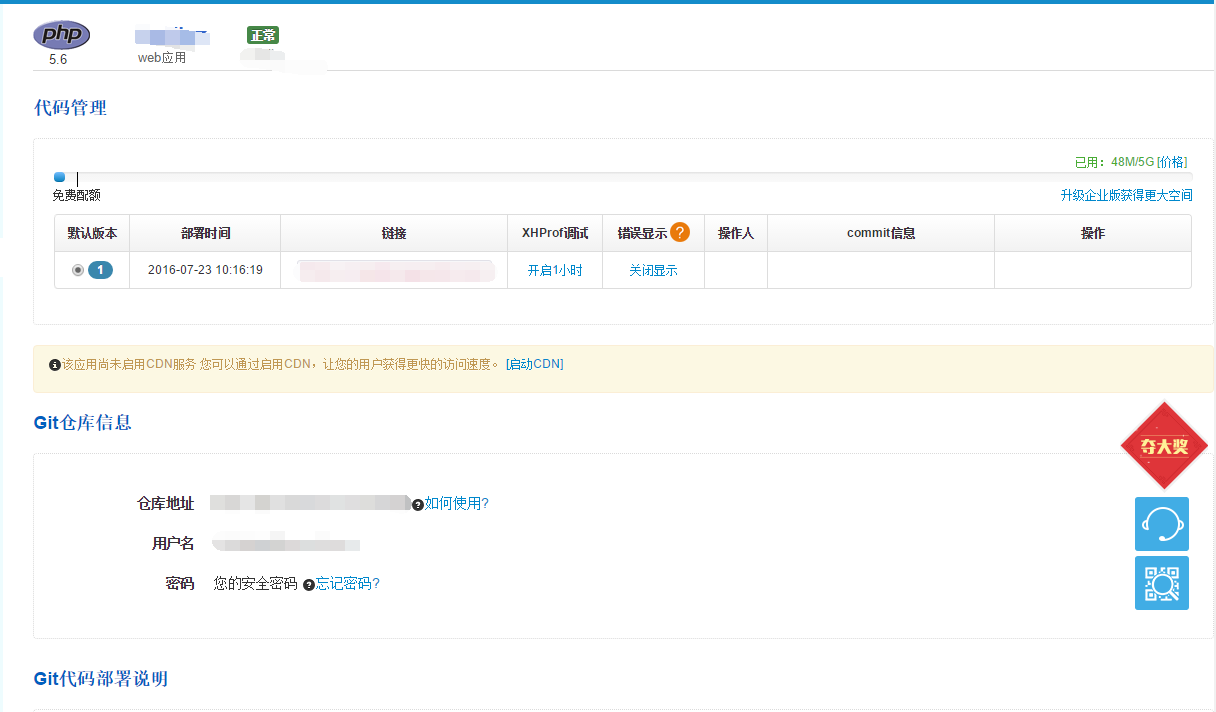 php
5.6
web应用
正常
代码管理
已用：48M/5G [价格]
免费配额
升级企业版获得更大空间
默认版本 部署时间 链接 XHProf调试 错误显示 ? 操作人 commit信息 操作
1 2016-07-23 10:16:19 开启1小时 关闭显示
该应用尚未启用CDN服务 您可以通过启用CDN，让您的用户获得更快的访问速度。 [启动CDN]
Git仓库信息
夺大奖
仓库地址 ?如何使用?
用户名
密码 您的安全密码 ?忘记密码?
Git代码部署说明